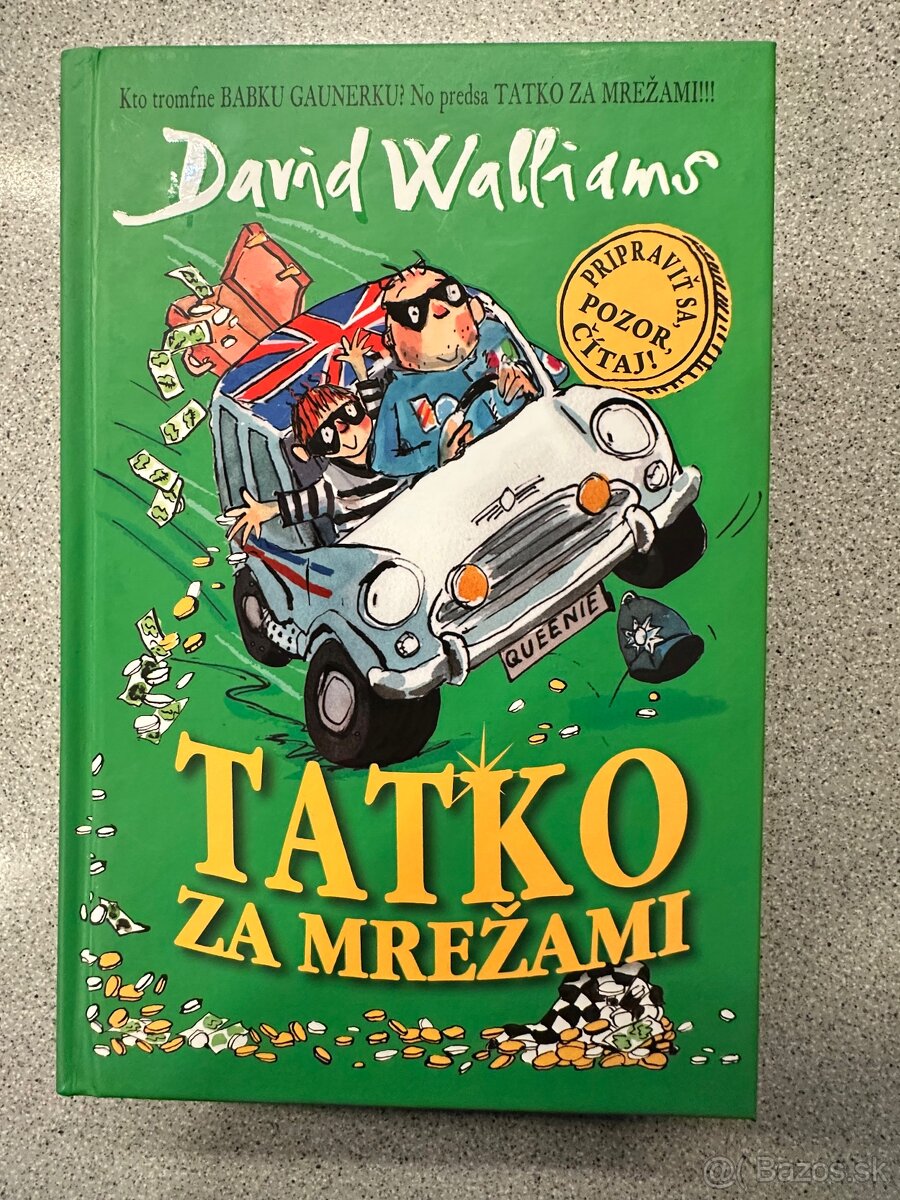 Kto tromfne BABKU GAUNERKU? No predsa TATKO ZA MREŽAMI!!!
David Walliams
PRIPRAVIŤ SA,
POZOR,
ČÍTAJ!
QUEENIE
TATKO
ZA MREŽAMI
@ Bazos.sk